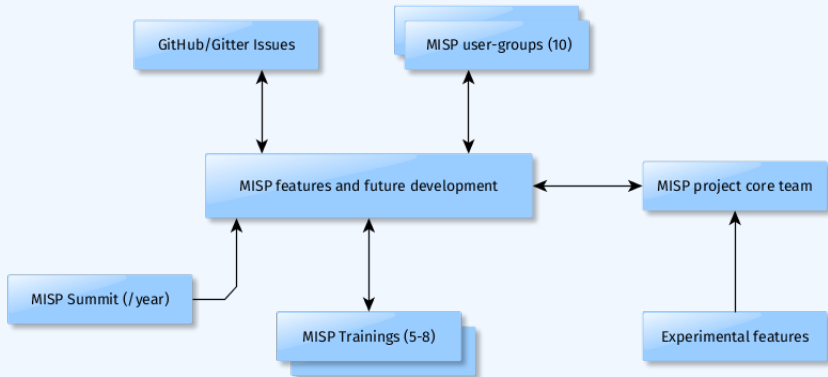 GitHub/Gitter Issues
MISP user-groups (10)
MISP features and future development
MISP project core team
MISP Summit (/year)
MISP Trainings (5-8)
Experimental features